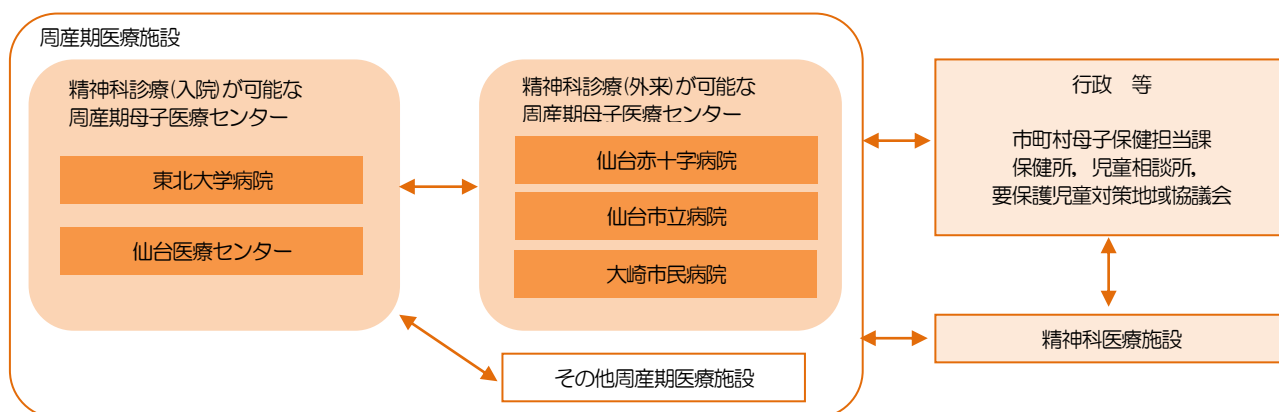 周産期医療施設
精神科診療(入院)が可能な
周産期母子医療センター
東北大学病院
仙台医療センター
精神科診療(外来)が可能な
周産期母子医療センター
仙台赤十字病院
仙台市立病院
大崎市民病院
その他周産期医療施設
行政　等
市町村母子保健担当課
保健所，児童相談所，
要保護児童対策地域協議会
精神科医療施設